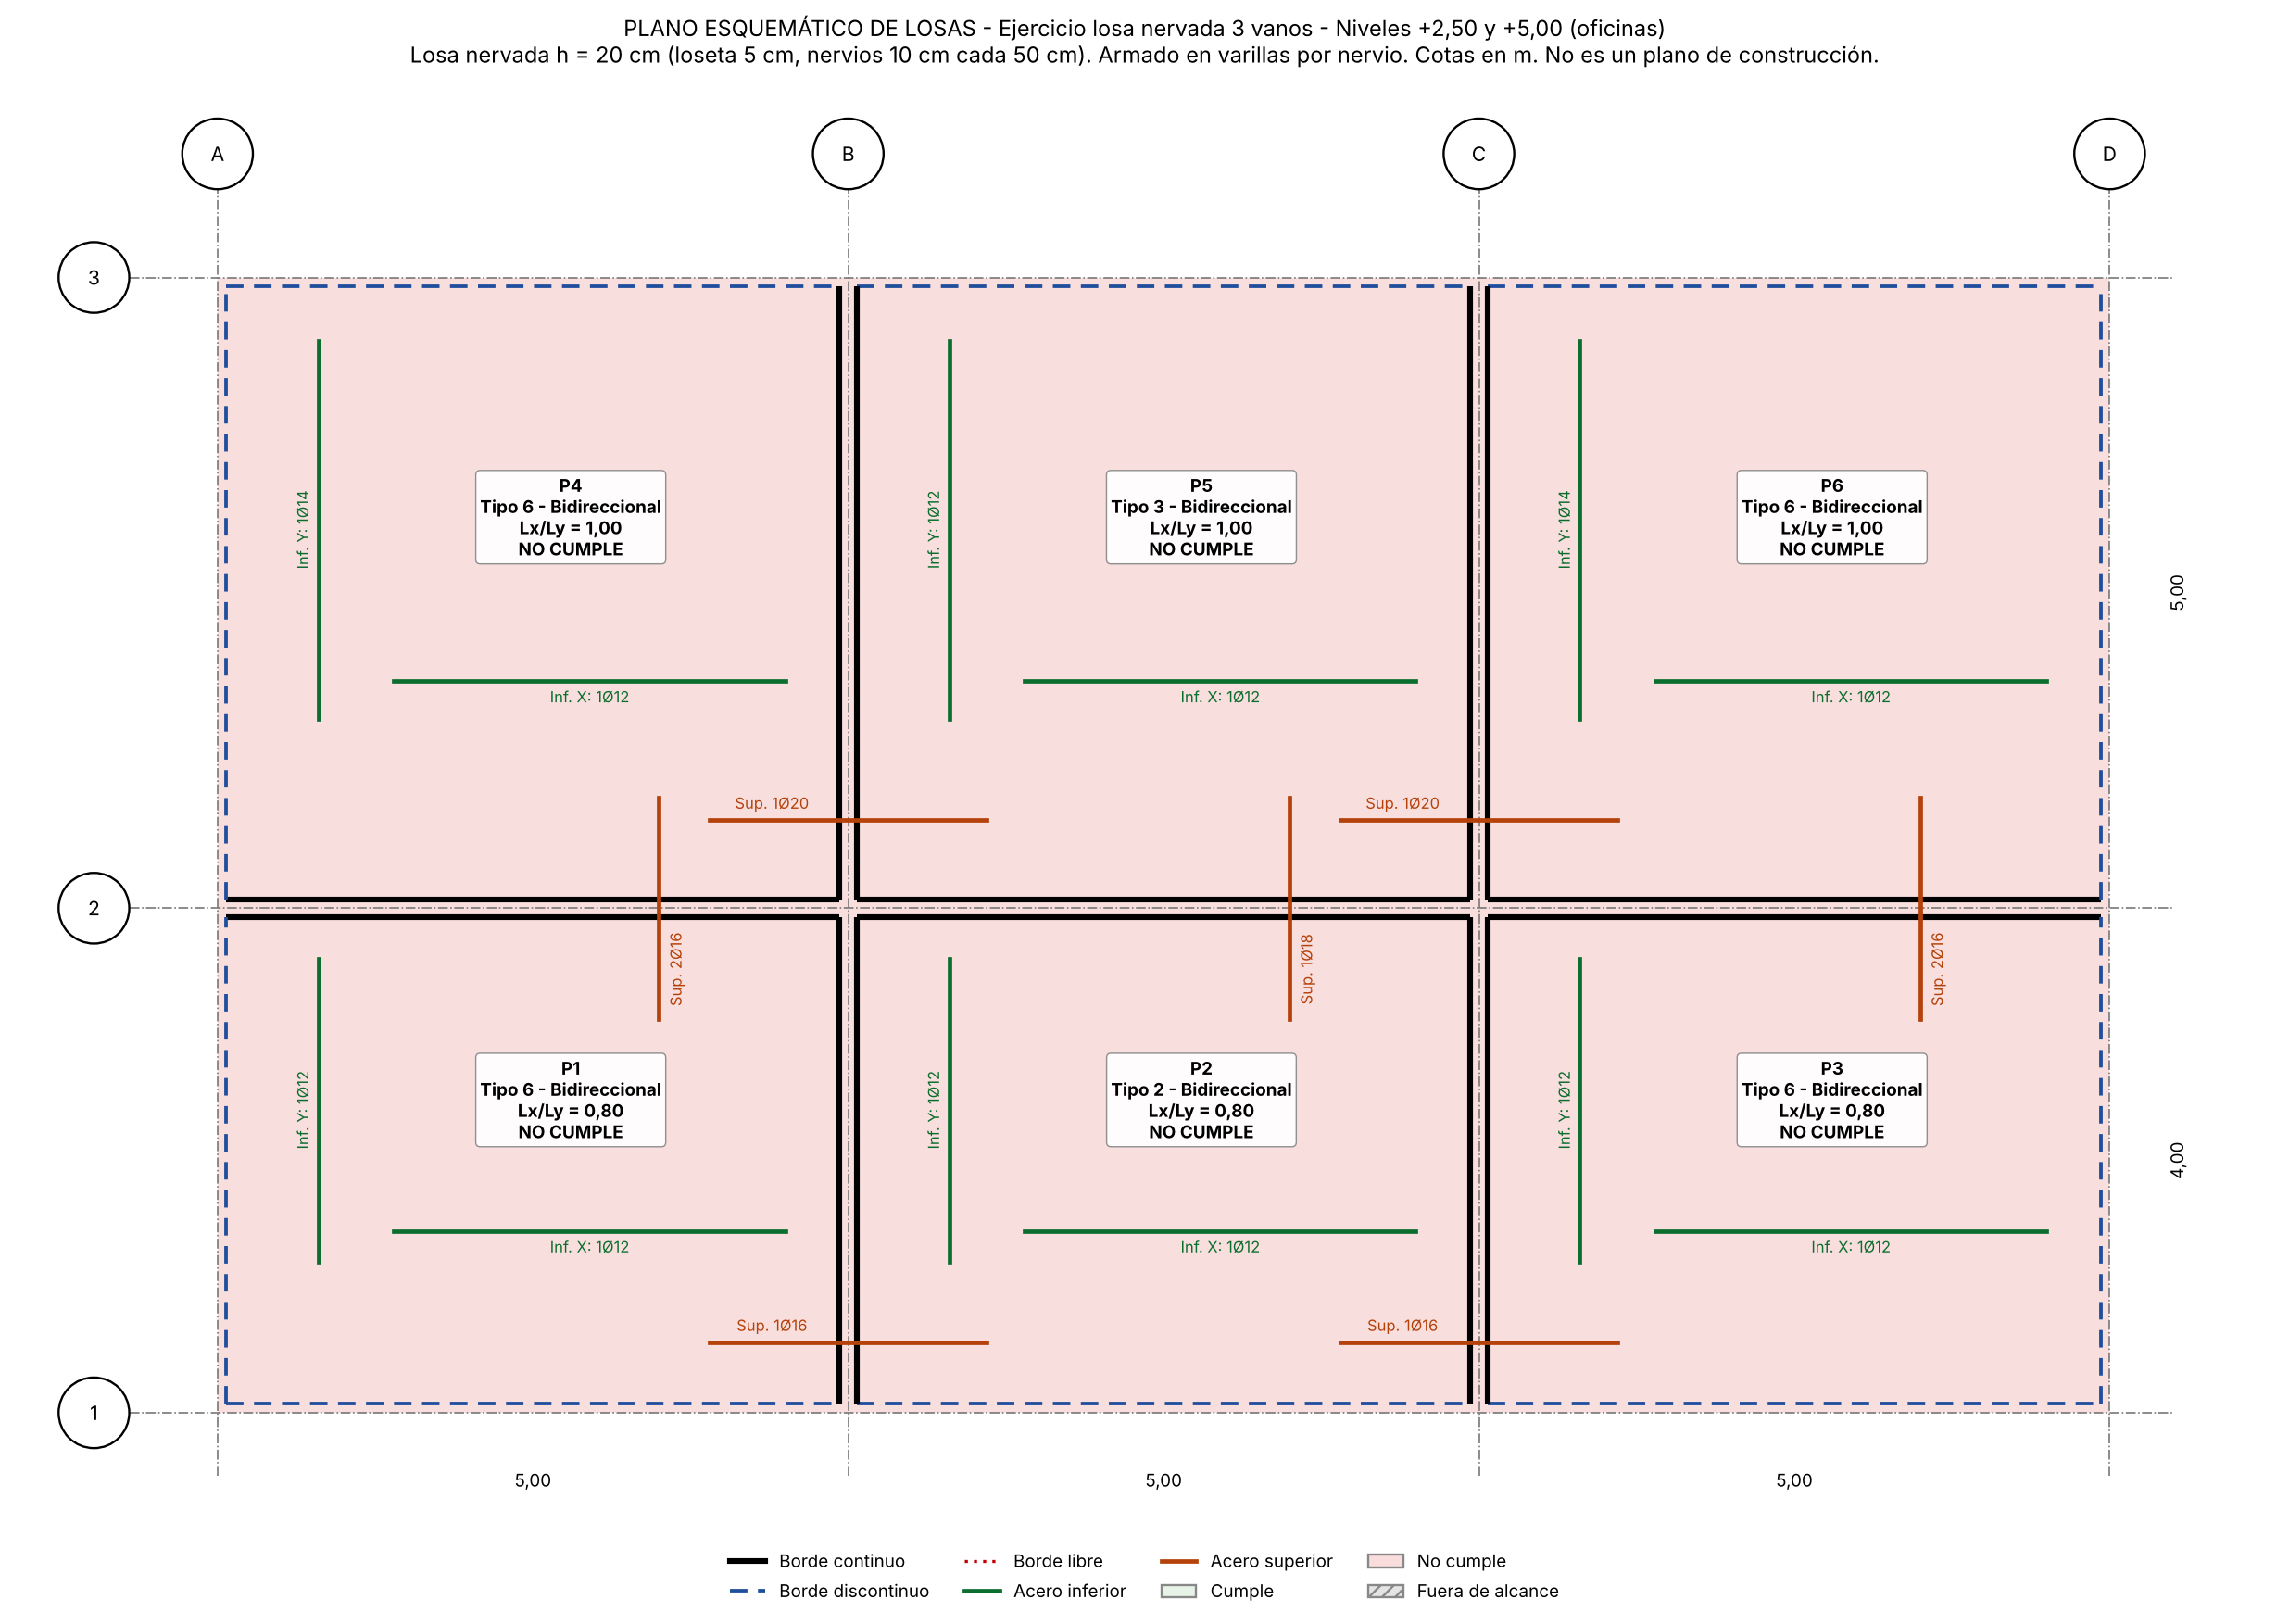 PLANO ESQUEMÁTICO DE LOSAS - Ejercicio losa nervada 3 vanos - Niveles +2,50 y +5,00 (oficinas)
Losa nervada h = 20 cm (loseta 5 cm, nervios 10 cm cada 50 cm). Armado en varillas por nervio. Cotas en m. No es un plano de construcción.
A
B
C
D
3
P4
Tipo 6 - Bidireccional
Lx/Ly = 1,00
NO CUMPLE
Inf. Y: 1Ø14
Inf. X: 1Ø12
P5
Tipo 3 - Bidireccional
Lx/Ly = 1,00
NO CUMPLE
Inf. Y: 1Ø12
Inf. X: 1Ø12
P6
Tipo 6 - Bidireccional
Lx/Ly = 1,00
NO CUMPLE
Inf. Y: 1Ø14
Inf. X: 1Ø12
5,00
Sup. 1Ø20
Sup. 1Ø20
2
Sup. 2Ø16
Sup. 1Ø18
Sup. 2Ø16
P1
Tipo 6 - Bidireccional
Lx/Ly = 0,80
NO CUMPLE
Inf. Y: 1Ø12
Inf. X: 1Ø12
P2
Tipo 2 - Bidireccional
Lx/Ly = 0,80
NO CUMPLE
Inf. Y: 1Ø12
Inf. X: 1Ø12
P3
Tipo 6 - Bidireccional
Lx/Ly = 0,80
NO CUMPLE
Inf. Y: 1Ø12
Inf. X: 1Ø12
4,00
Sup. 1Ø16
Sup. 1Ø16
1
5,00
5,00
5,00
Borde continuo
Borde libre
Acero superior
No cumple
Borde discontinuo
Acero inferior
Cumple
Fuera de alcance